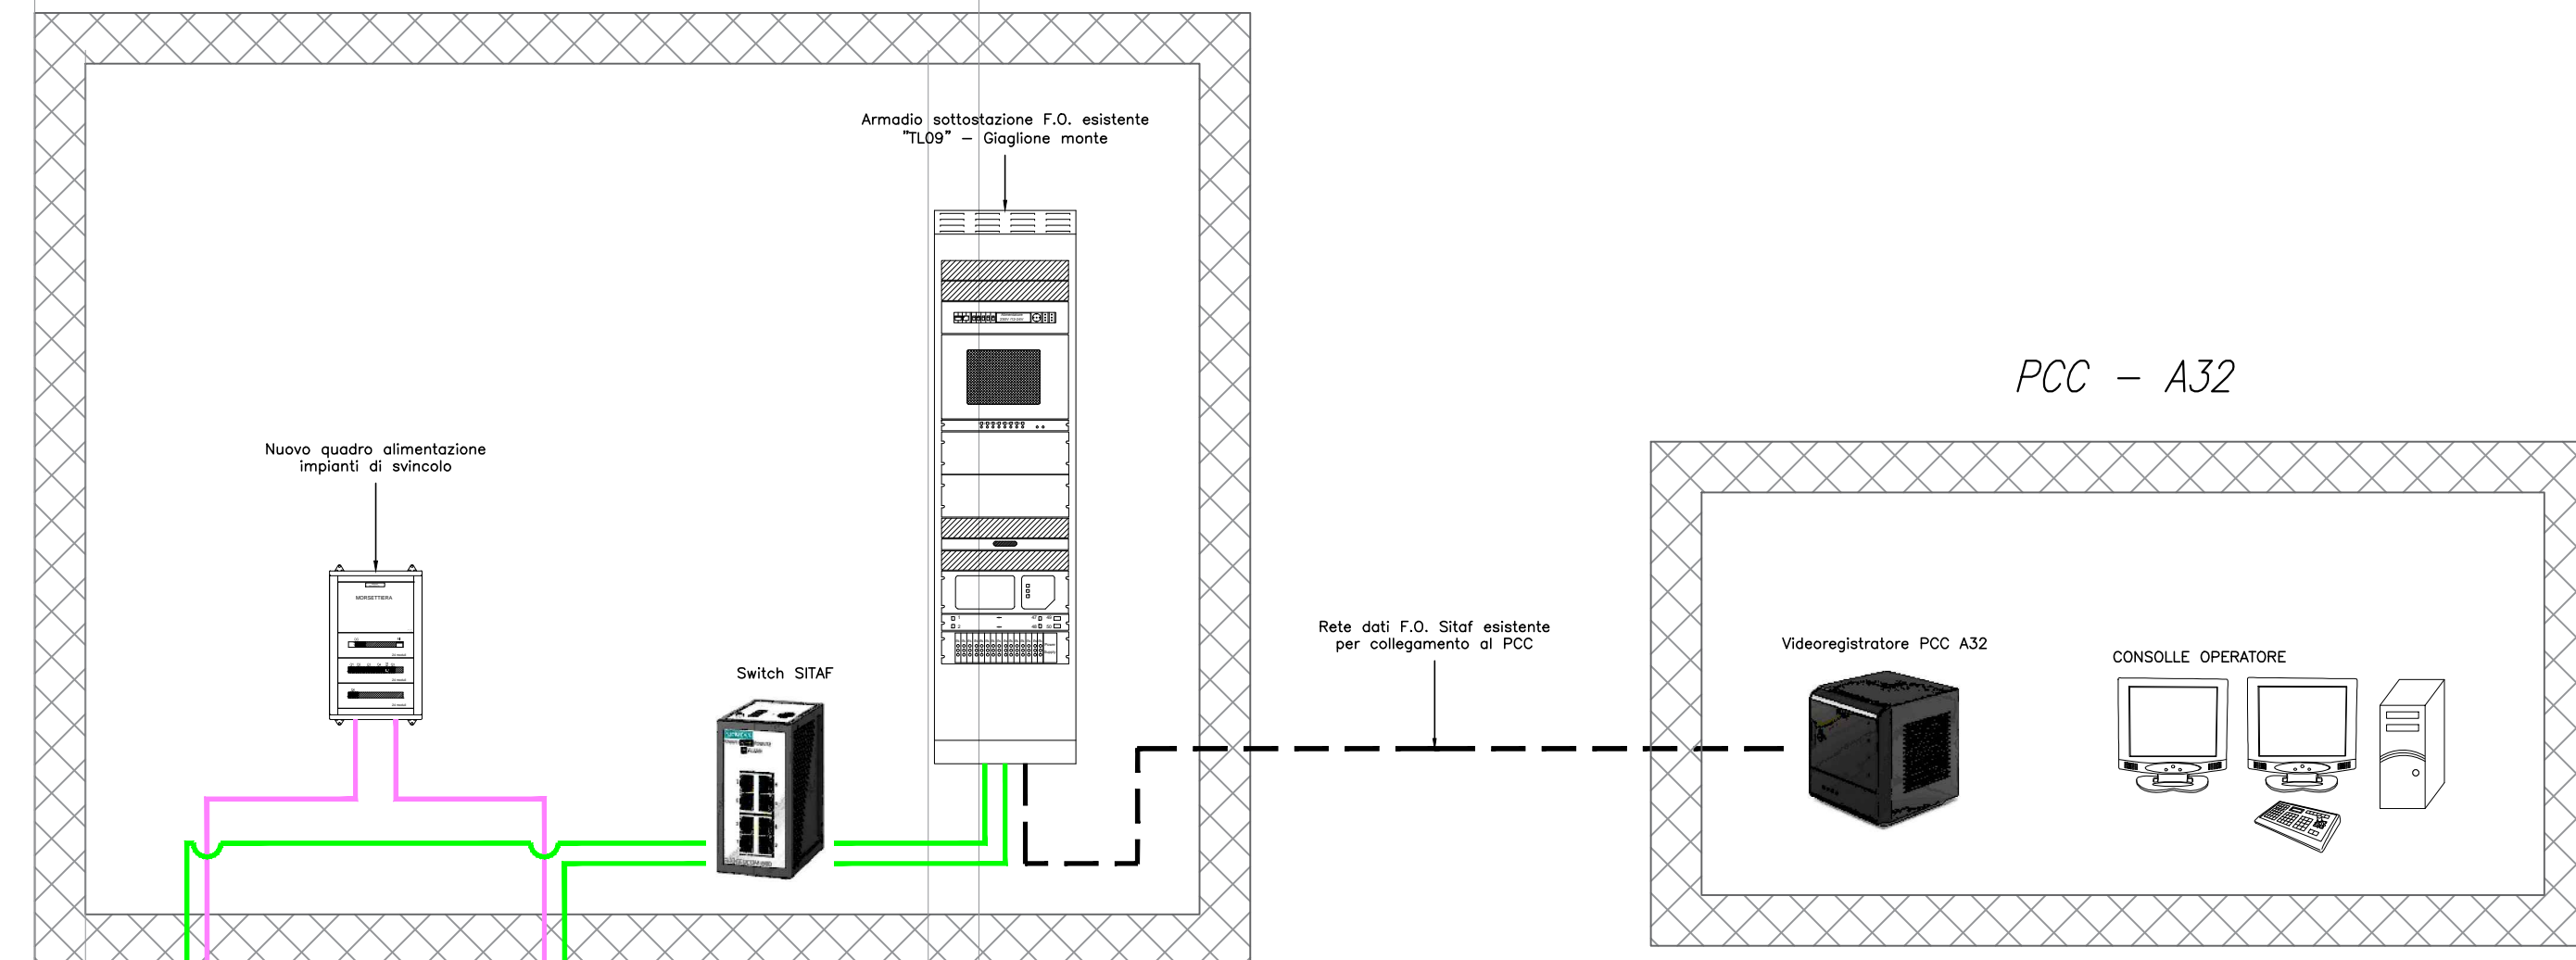 Armadio sottostazione F.O. esistente
"TL09" – Giaglione monte
PCC – A32
Nuovo quadro alimentazione
impianti di svincolo
MORSETTIERA
Rete dati F.O. Sitaf esistente
per collegamento al PCC
Videoregistratore PCC A32
CONSOLLE OPERATORE
Switch SITAF